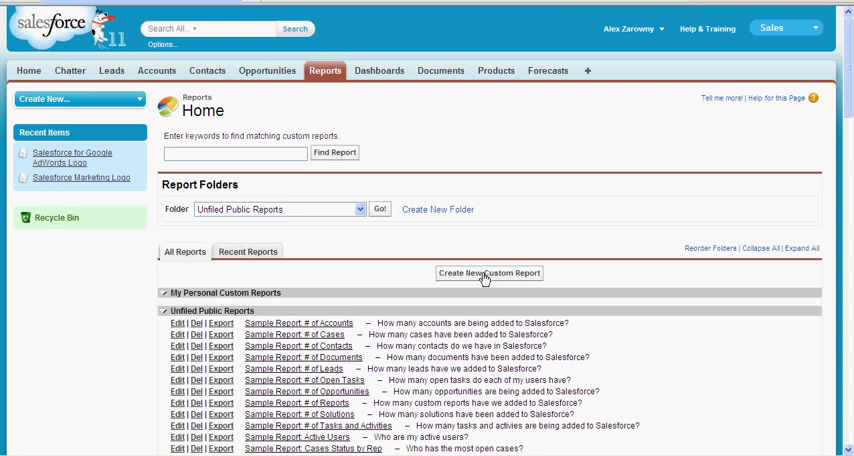 salesforce
11
Search All...
Search
Options...
Alex Zarowny
Help & Training
Sales
Home Chatter Leads Accounts Contacts Opportunities Reports Dashboards Documents Products Forecasts +
Create New...
Recent Items
Salesforce for Google
AdWords Logo
Salesforce Marketing Logo
Recycle Bin
Reports
Home
Tell me more! | Help for this Page ?
Enter keywords to find matching custom reports.
Find Report
Report Folders
Folder Unfiled Public Reports Go! Create New Folder
All Reports Recent Reports
Reorder Folders | Collapse All | Expand All
Create New Custom Report
My Personal Custom Reports
Unfiled Public Reports
Edit | Del | Export Sample Report: # of Accounts – How many accounts are being added to Salesforce?
Edit | Del | Export Sample Report: # of Cases – How many cases have been added to Salesforce?
Edit | Del | Export Sample Report: # of Contacts – How many contacts do we have in Salesforce?
Edit | Del | Export Sample Report: # of Documents – How many documents have been added to Salesforce?
Edit | Del | Export Sample Report: # of Leads – How many leads have we added to Salesforce?
Edit | Del | Export Sample Report: # of Open Tasks – How many open tasks do each of my users have?
Edit | Del | Export Sample Report: # of Opportunities – How many opportunities are being added to Salesforce?
Edit | Del | Export Sample Report: # of Reports – How many custom reports have we added to Salesforce?
Edit | Del | Export Sample Report: # of Solutions – How many solutions have been added to Salesforce?
Edit | Del | Export Sample Report: # of Tasks and Activities – How many tasks and activies are being added to Salesforce?
Edit | Del | Export Sample Report: Active Users – Who are my active users?
Edit | Del | Export Sample Report: Cases Status by Rep – Who has the most open cases?